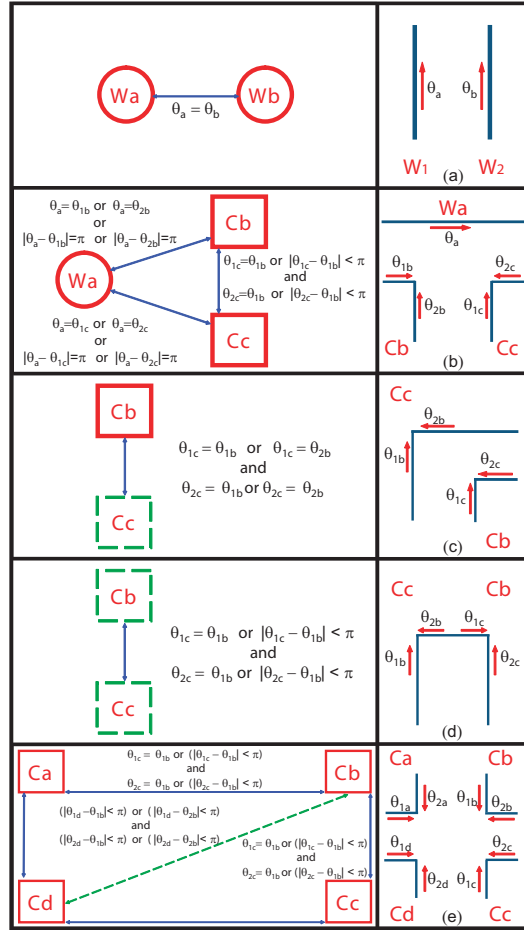 Wa
Wb
θa = θb
θa
θb
W1
W2
(a)
θa=θ1b or θa=θ2b
or
|θa−θ1b|=π or |θa−θ2b|=π
Cb
Wa
θ1c=θ1b or |θ1c−θ1b| < π
and
θ2c=θ1b or |θ2c−θ1b| < π
θa=θ1c or θa=θ2c
or
|θa−θ1c|=π or |θa−θ2c|=π
Cc
Wa
θa
θ1b
θ2c
θ2b
θ1c
Cb
(b)
Cc
Cb
Cc
θ1c = θ1b or θ1c = θ2b
and
θ2c = θ1b or θ2c = θ2b
Cc
θ2b
θ1b
θ2c
θ1c
(c)
Cb
Cb
Cc
θ1c = θ1b or |θ1c − θ1b| < π
and
θ2c = θ1b or |θ2c − θ1b| < π
Cc
Cb
θ2b
θ1c
θ1b
θ2c
(d)
Ca
θ1c = θ1b or (|θ1c−θ1b| < π)
and
θ2c = θ1b or (|θ2c−θ1b| < π)
Cb
(|θ1d−θ1b|< π) or (|θ1d−θ2b|< π)
and
(|θ2d−θ1b|< π) or (|θ2d−θ2b|< π)
θ1c=θ1b or (|θ1c−θ1b| < π)
and
θ2c= θ1b or (|θ2c−θ1b| < π)
Cd
Cc
Ca
Cb
θ1a
θ2a
θ1b
θ2b
θ1d
θ2c
θ2d
θ1c
Cd
(e)
Cc